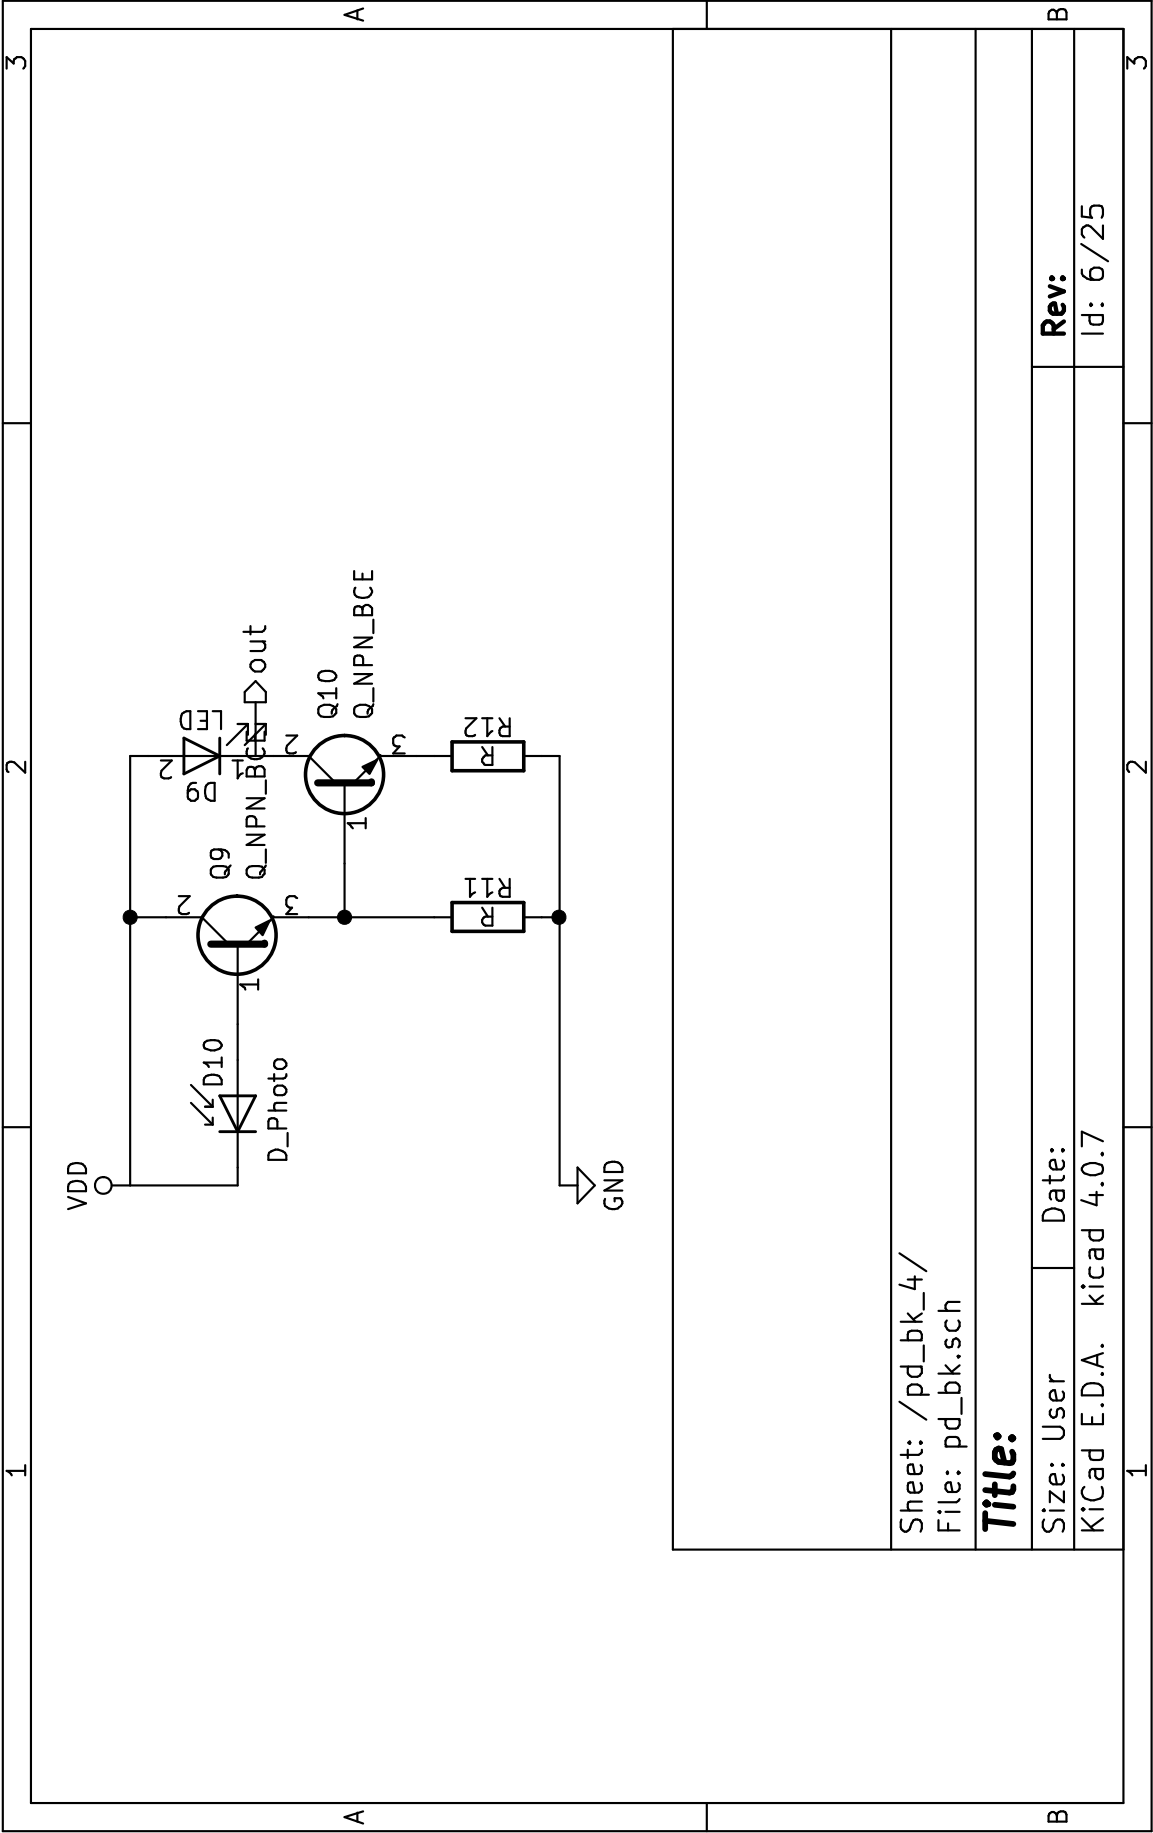 1
2
3
A
B
VDD
D10
D_Photo
Q9
Q_NPN_BCE
1
2
3
D9
LED
2
1
out
Q10
Q_NPN_BCE
1
2
3
R11
R
R12
R
GND
Sheet: /pd_bk_4/
File: pd_bk.sch
Title:
Size: User
Date:
Rev:
KiCad E.D.A. kicad 4.0.7
Id: 6/25
1
2
3
A
B